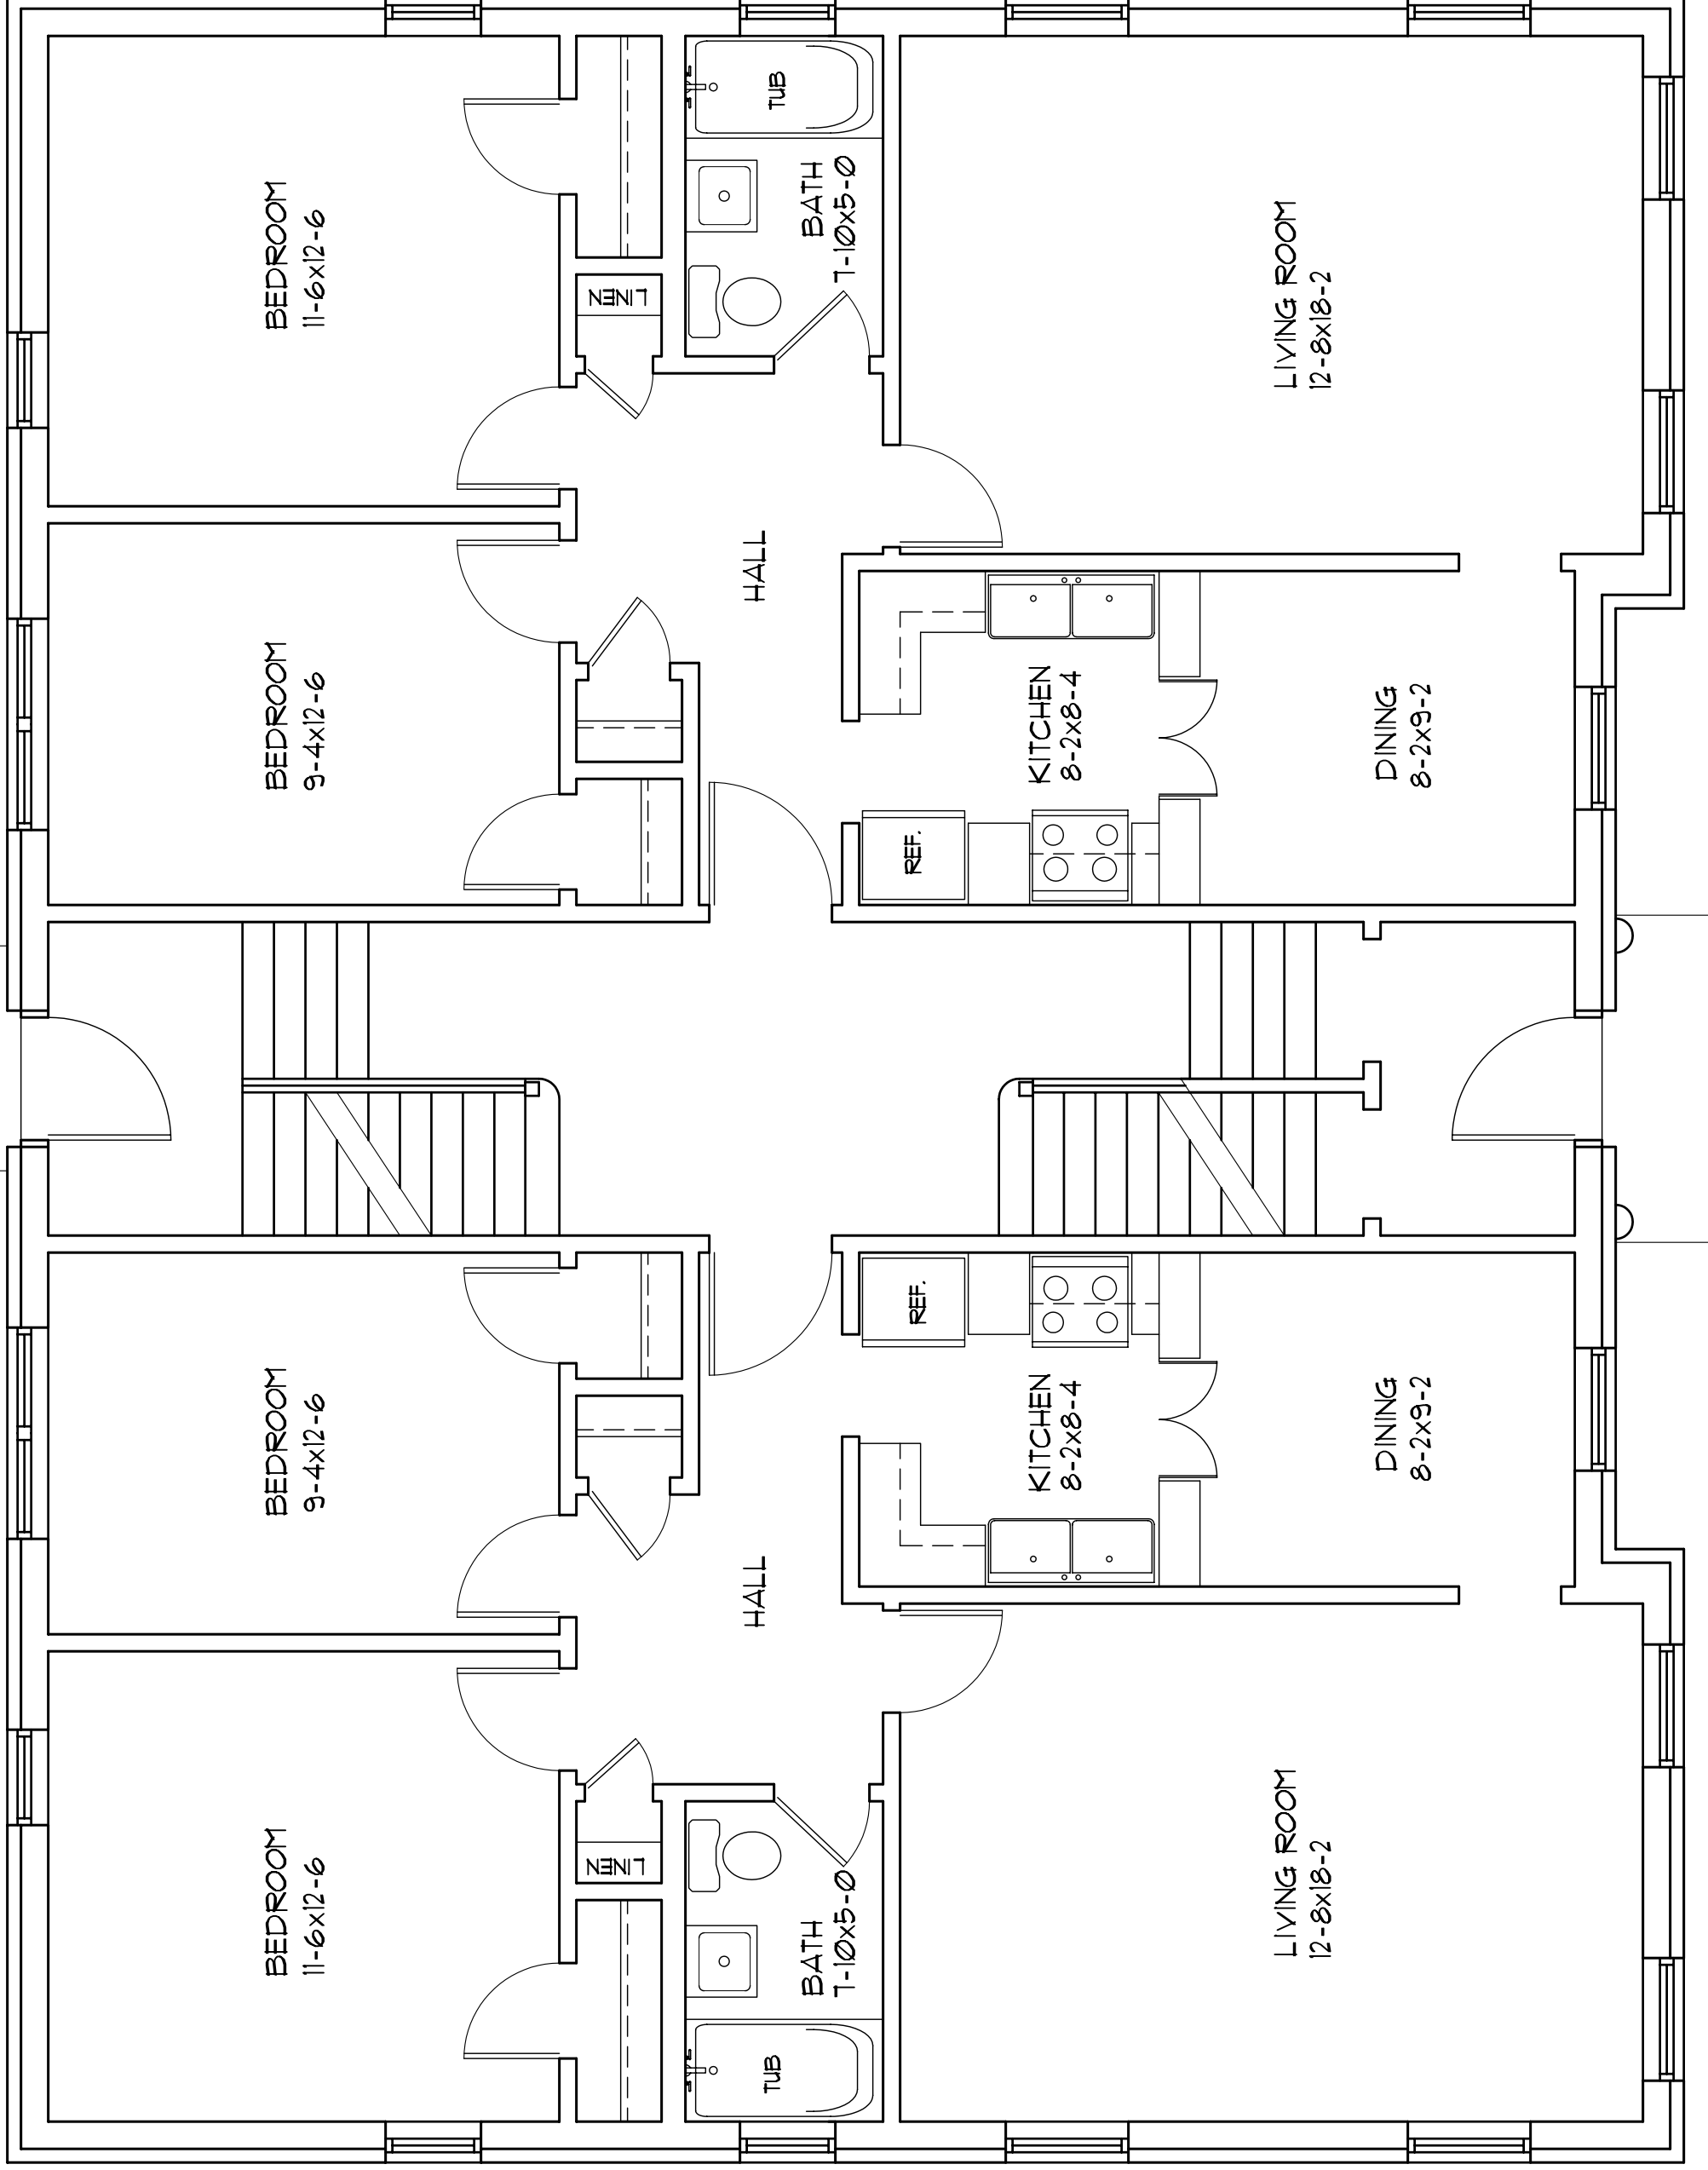 BEDROOM
11-6x12-6
LINEN
TUB
BATH
7-10x5-0
LIVING ROOM
12-8x18-2
BEDROOM
9-4x12-6
HALL
KITCHEN
8-2x8-4
REF.
DINING
8-2x9-2
BEDROOM
9-4x12-6
HALL
REF.
KITCHEN
8-2x8-4
DINING
8-2x9-2
BEDROOM
11-6x12-6
LINEN
BATH
7-10x5-0
TUB
LIVING ROOM
12-8x18-2